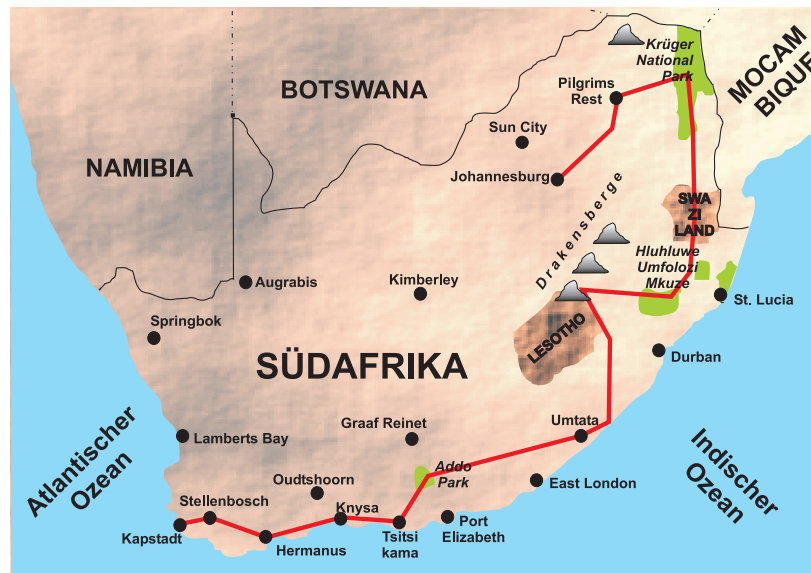 Krüger
National
Park
MOCAM
BIQUE
BOTSWANA
Pilgrims
Rest
Sun City
NAMIBIA
Johannesburg
SWA
ZI
LAND
Drakensberge
Hluhluwe
Umfolozi
Mkuze
Augrabis
Kimberley
St. Lucia
Springbok
LESOTHO
SÜDAFRIKA
Durban
Graaf Reinet
Umtata
Lamberts Bay
Atlantischer
Ozean
Indischer
Ozean
Addo
Park
Oudtshoorn
East London
Stellenbosch
Knysa
Kapstadt
Hermanus
Tsitsi
kama
Port
Elizabeth